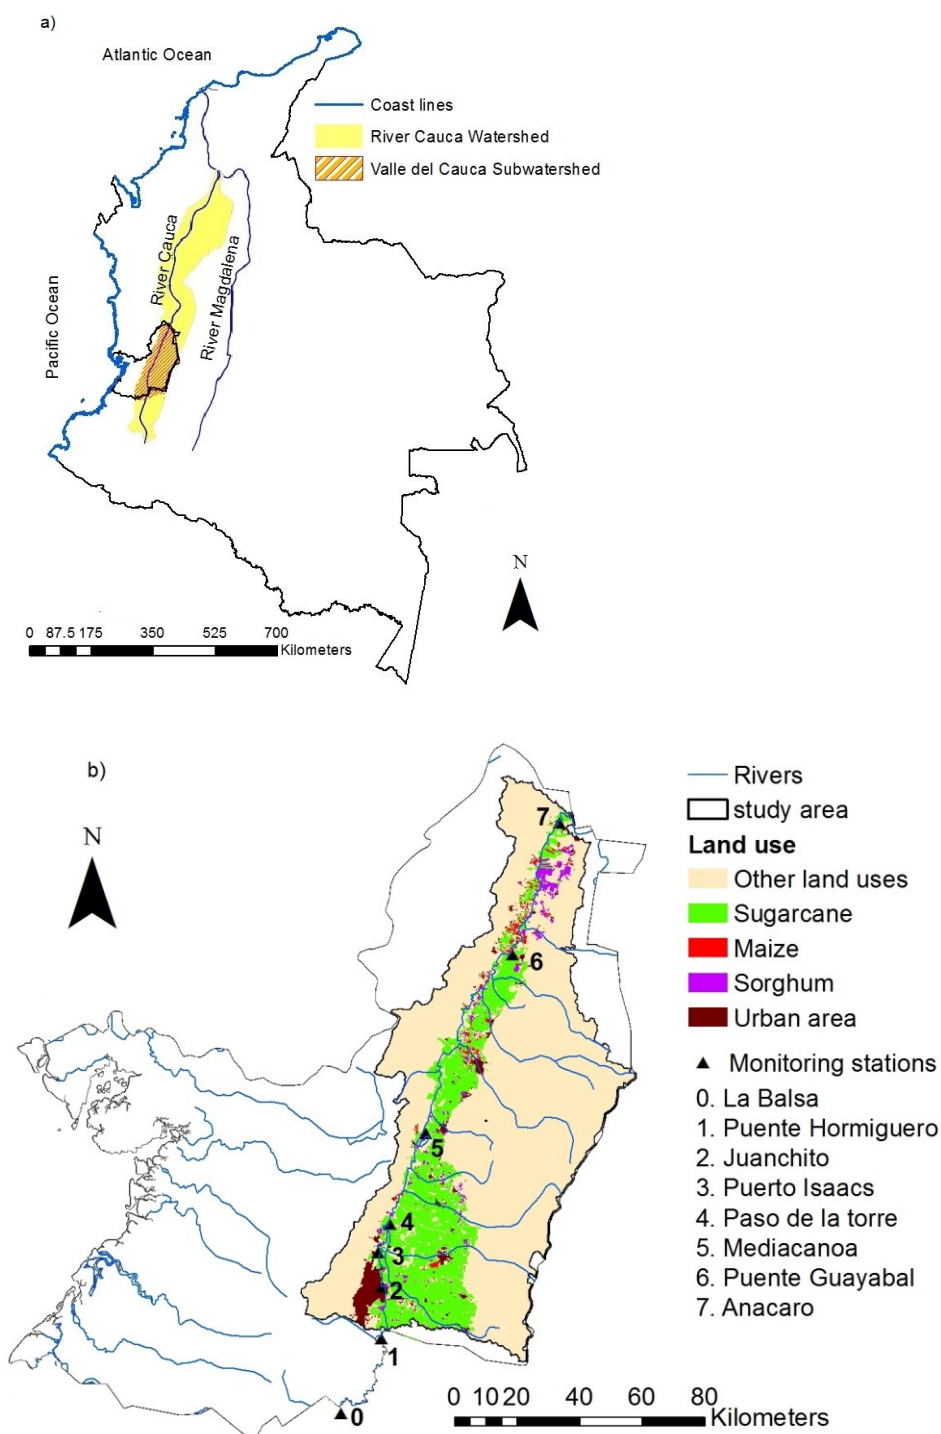 a)
Atlantic Ocean
Coast lines
River Cauca Watershed
Valle del Cauca Subwatershed
River Cauca
River Magdalena
Pacific Ocean
N
0 87.5 175 350 525 700
Kilometers
b)
N
Rivers
study area
Land use
Other land uses
Sugarcane
Maize
Sorghum
Urban area
Monitoring stations
0. La Balsa
1. Puente Hormiguero
2. Juanchito
3. Puerto Isaacs
4. Paso de la torre
5. Mediacanoa
6. Puente Guayabal
7. Anacaro
7
6
5
4
3
2
1
0
0 10 20 40 60 80
Kilometers